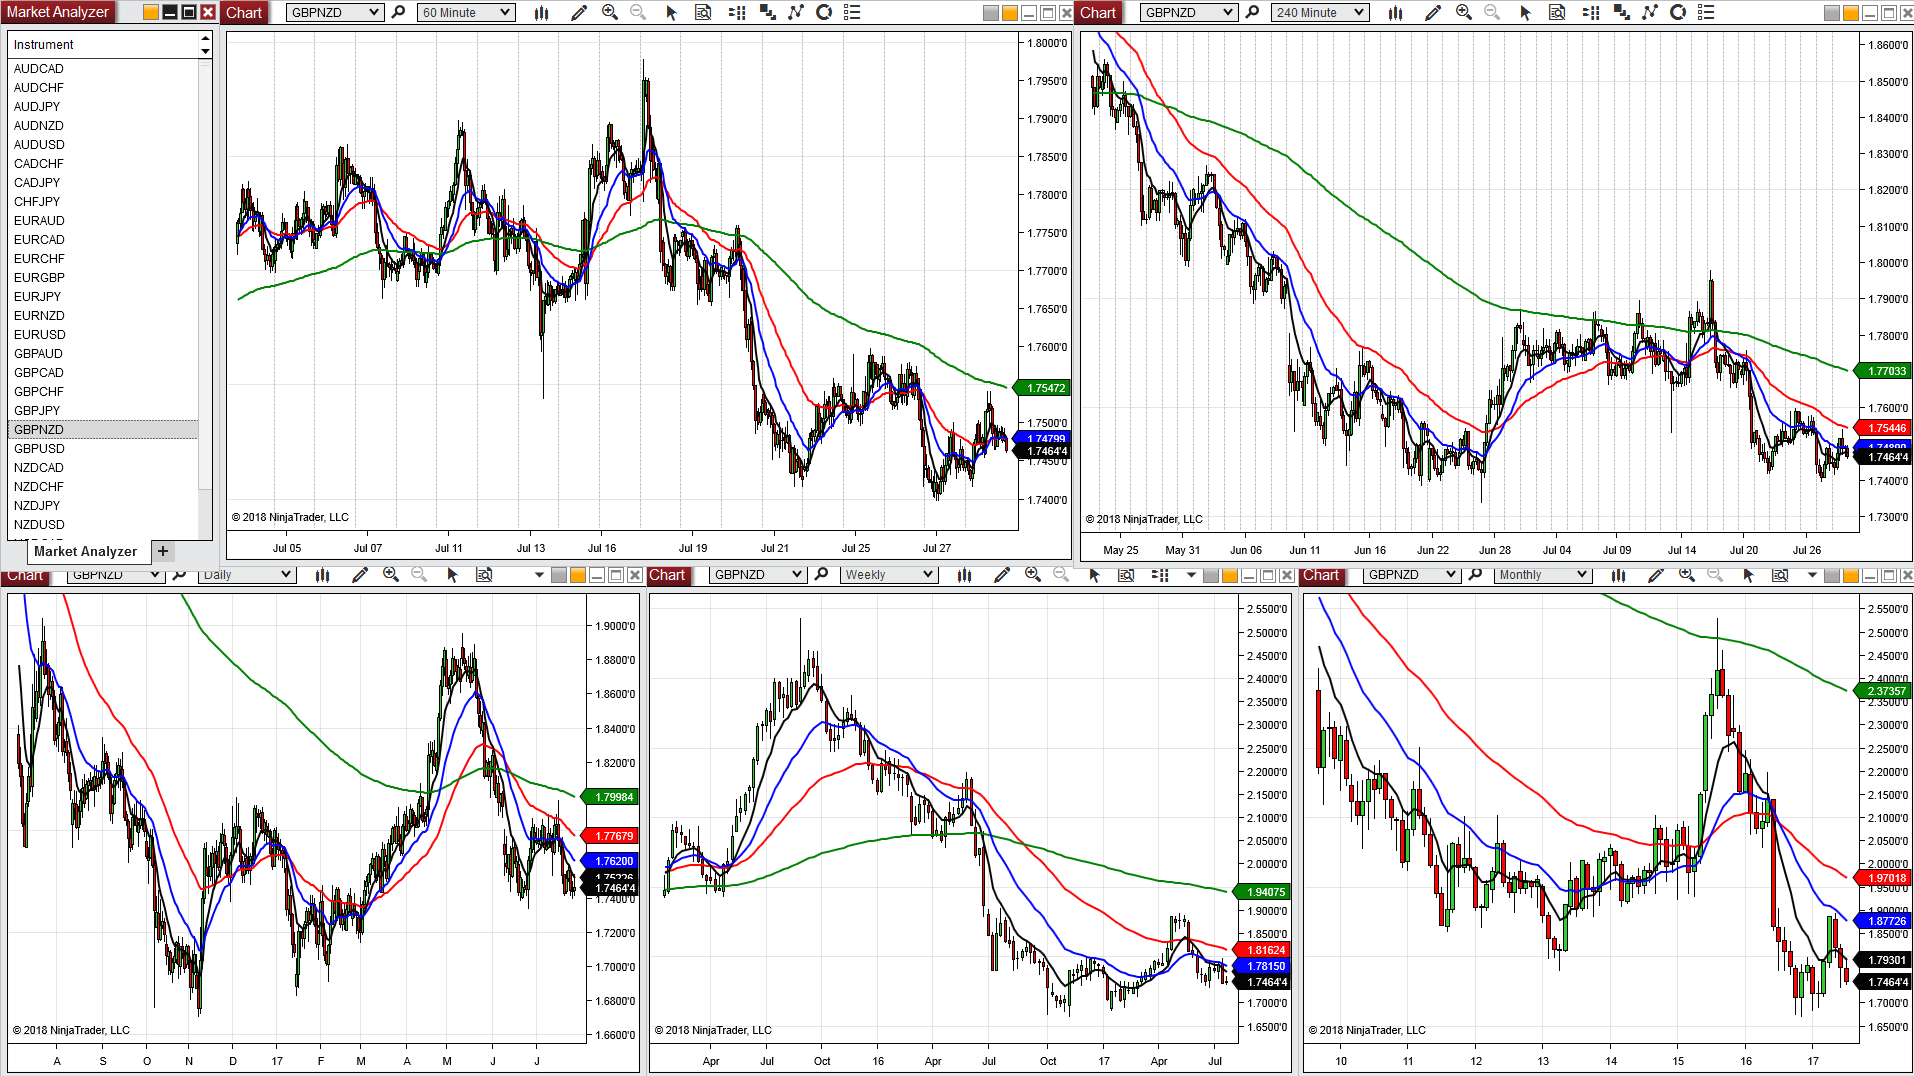 Market Analyzer
Instrument
AUDCAD
AUDCHF
AUDJPY
AUDNZD
AUDUSD
CADCHF
CADJPY
CHFJPY
EURAUD
EURCAD
EURCHF
EURGBP
EURJPY
EURNZD
EURUSD
GBPAUD
GBPCAD
GBPCHF
GBPJPY
GBPNZD
GBPUSD
NZDCAD
NZDCHF
NZDJPY
NZDUSD
Market Analyzer +
Chart GBPNZD 60 Minute
1.8000'0
1.7950'0
1.7900'0
1.7850'0
1.7800'0
1.7750'0
1.7700'0
1.7650'0
1.7600'0
1.75472
1.7500'0
1.74799
1.7464'4
1.7450'0
1.7400'0
© 2018 NinjaTrader, LLC
Jul 05 Jul 07 Jul 11 Jul 13 Jul 16 Jul 19 Jul 21 Jul 25 Jul 27
Chart GBPNZD 240 Minute
1.8600'0
1.8500'0
1.8400'0
1.8300'0
1.8200'0
1.8100'0
1.8000'0
1.7900'0
1.7800'0
1.77033
1.7600'0
1.75446
1.7464'4
1.7400'0
1.7300'0
© 2018 NinjaTrader, LLC
May 25 May 31 Jun 06 Jun 11 Jun 16 Jun 22 Jun 28 Jul 04 Jul 09 Jul 14 Jul 20 Jul 26
Chart GBPNZD Daily
1.9000'0
1.8800'0
1.8600'0
1.8400'0
1.8200'0
1.79984
1.77679
1.76200
1.75226
1.7464'4
1.7400'0
1.7200'0
1.7000'0
1.6800'0
1.6600'0
© 2018 NinjaTrader, LLC
A S O N D 17 F M A M J J
Chart GBPNZD Weekly
2.5500'0
2.5000'0
2.4500'0
2.4000'0
2.3500'0
2.3000'0
2.2500'0
2.2000'0
2.1500'0
2.1000'0
2.0500'0
2.0000'0
1.94075
1.9000'0
1.8500'0
1.81624
1.78150
1.7464'4
1.7000'0
1.6500'0
© 2018 NinjaTrader, LLC
Apr Jul Oct 16 Apr Jul Oct 17 Apr Jul
Chart GBPNZD Monthly
2.5500'0
2.5000'0
2.4500'0
2.4000'0
2.37357
2.3500'0
2.3000'0
2.2500'0
2.2000'0
2.1500'0
2.1000'0
2.0500'0
2.0000'0
1.97018
1.9500'0
1.9000'0
1.87726
1.8500'0
1.79301
1.7464'4
1.7000'0
1.6500'0
© 2018 NinjaTrader, LLC
10 11 12 13 14 15 16 17